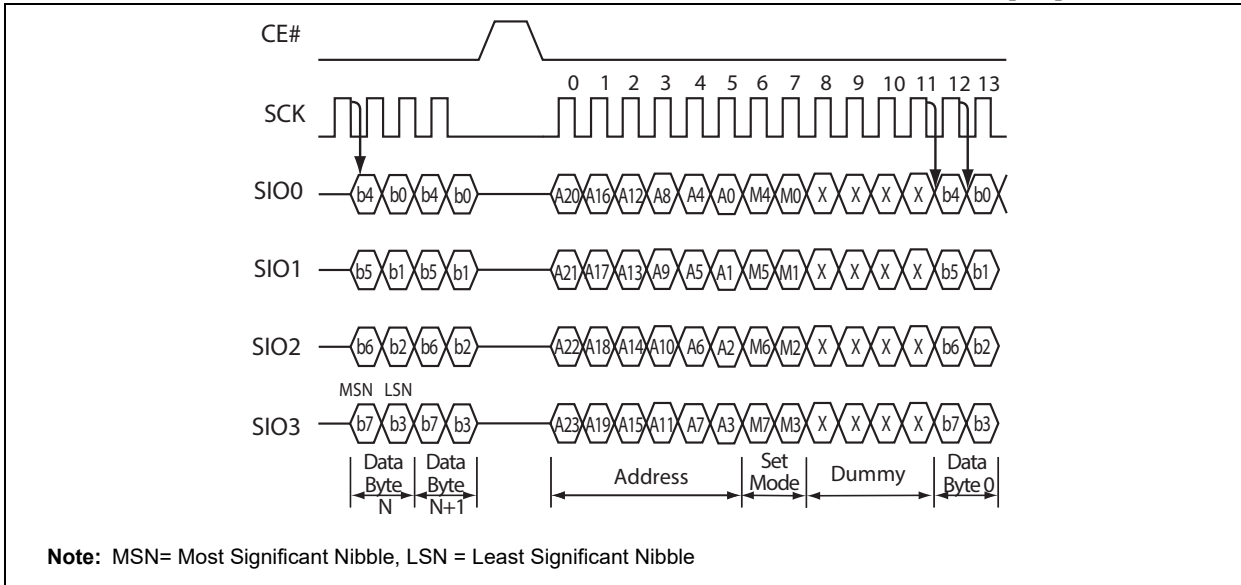 CE#
0 1 2 3 4 5 6 7 8 9 10 11 12 13
SCK
SIO0 b4 b0 b4 b0 A20 A16 A12 A8 A4 A0 M4 M0 X X X X b4 b0
SIO1 b5 b1 b5 b1 A21 A17 A13 A9 A5 A1 M5 M1 X X X X b5 b1
SIO2 b6 b2 b6 b2 A22 A18 A14 A10 A6 A2 M6 M2 X X X X b6 b2
MSN LSN
SIO3 b7 b3 b7 b3 A23 A19 A15 A11 A7 A3 M7 M3 X X X X b7 b3
Data Data Set Data
Byte Byte Address Mode Dummy Byte 0
N N+1
Note: MSN= Most Significant Nibble, LSN = Least Significant Nibble